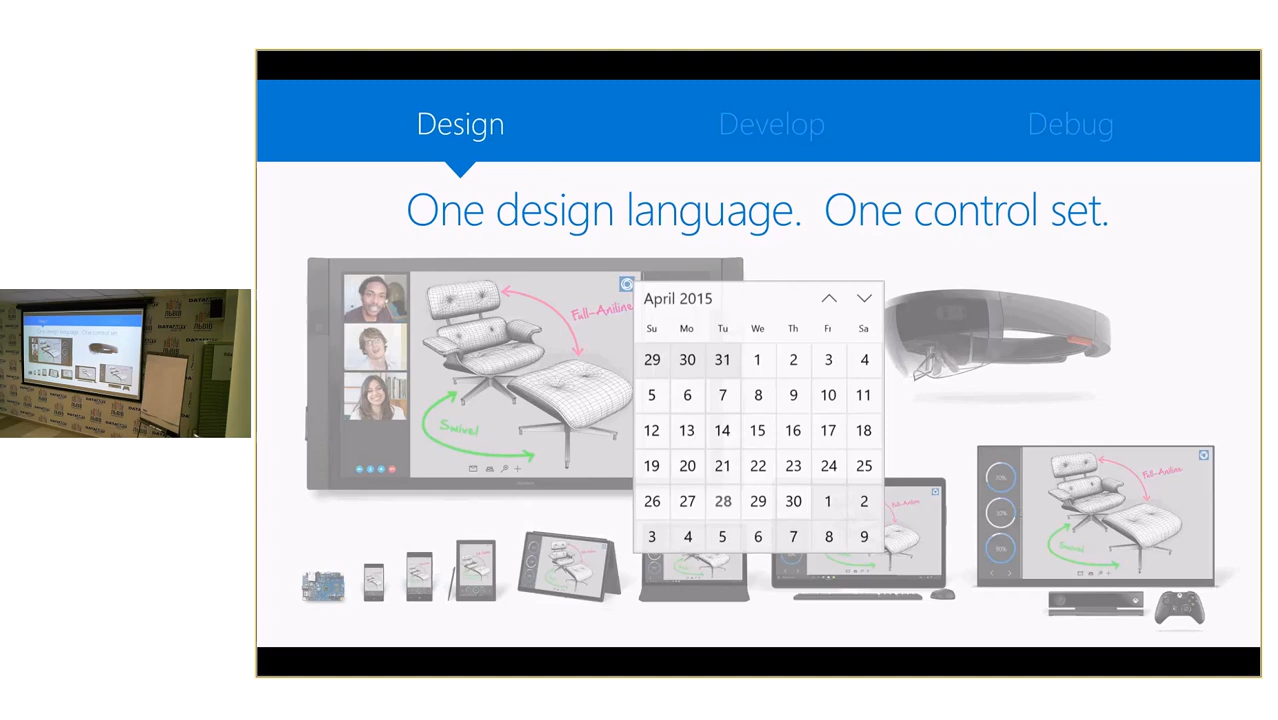 Design
Develop
Debug
One design language. One control set.
Full-Aniline
Swivel
April 2015
Su Mo Tu We Th Fr Sa
29 30 31 1 2 3 4
5 6 7 8 9 10 11
12 13 14 15 16 17 18
19 20 21 22 23 24 25
26 27 28 29 30 1 2
3 4 5 6 7 8 9
Full-Aniline
Swivel